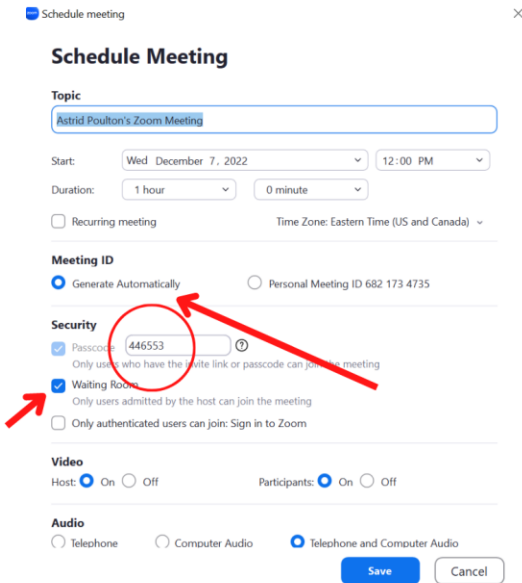 Schedule meeting
Schedule Meeting
Topic
Astrid Poulton's Zoom Meeting
Start: Wed December 7, 2022 12:00 PM
Duration: 1 hour 0 minute
Recurring meeting Time Zone: Eastern Time (US and Canada)
Meeting ID
Generate Automatically Personal Meeting ID 682 173 4735
Security
Passcode 446553
Only users who have the invite link or passcode can join the meeting
Waiting Room
Only users admitted by the host can join the meeting
Only authenticated users can join: Sign in to Zoom
Video
Host: On Off Participants: On Off
Audio
Telephone Computer Audio Telephone and Computer Audio
Save Cancel